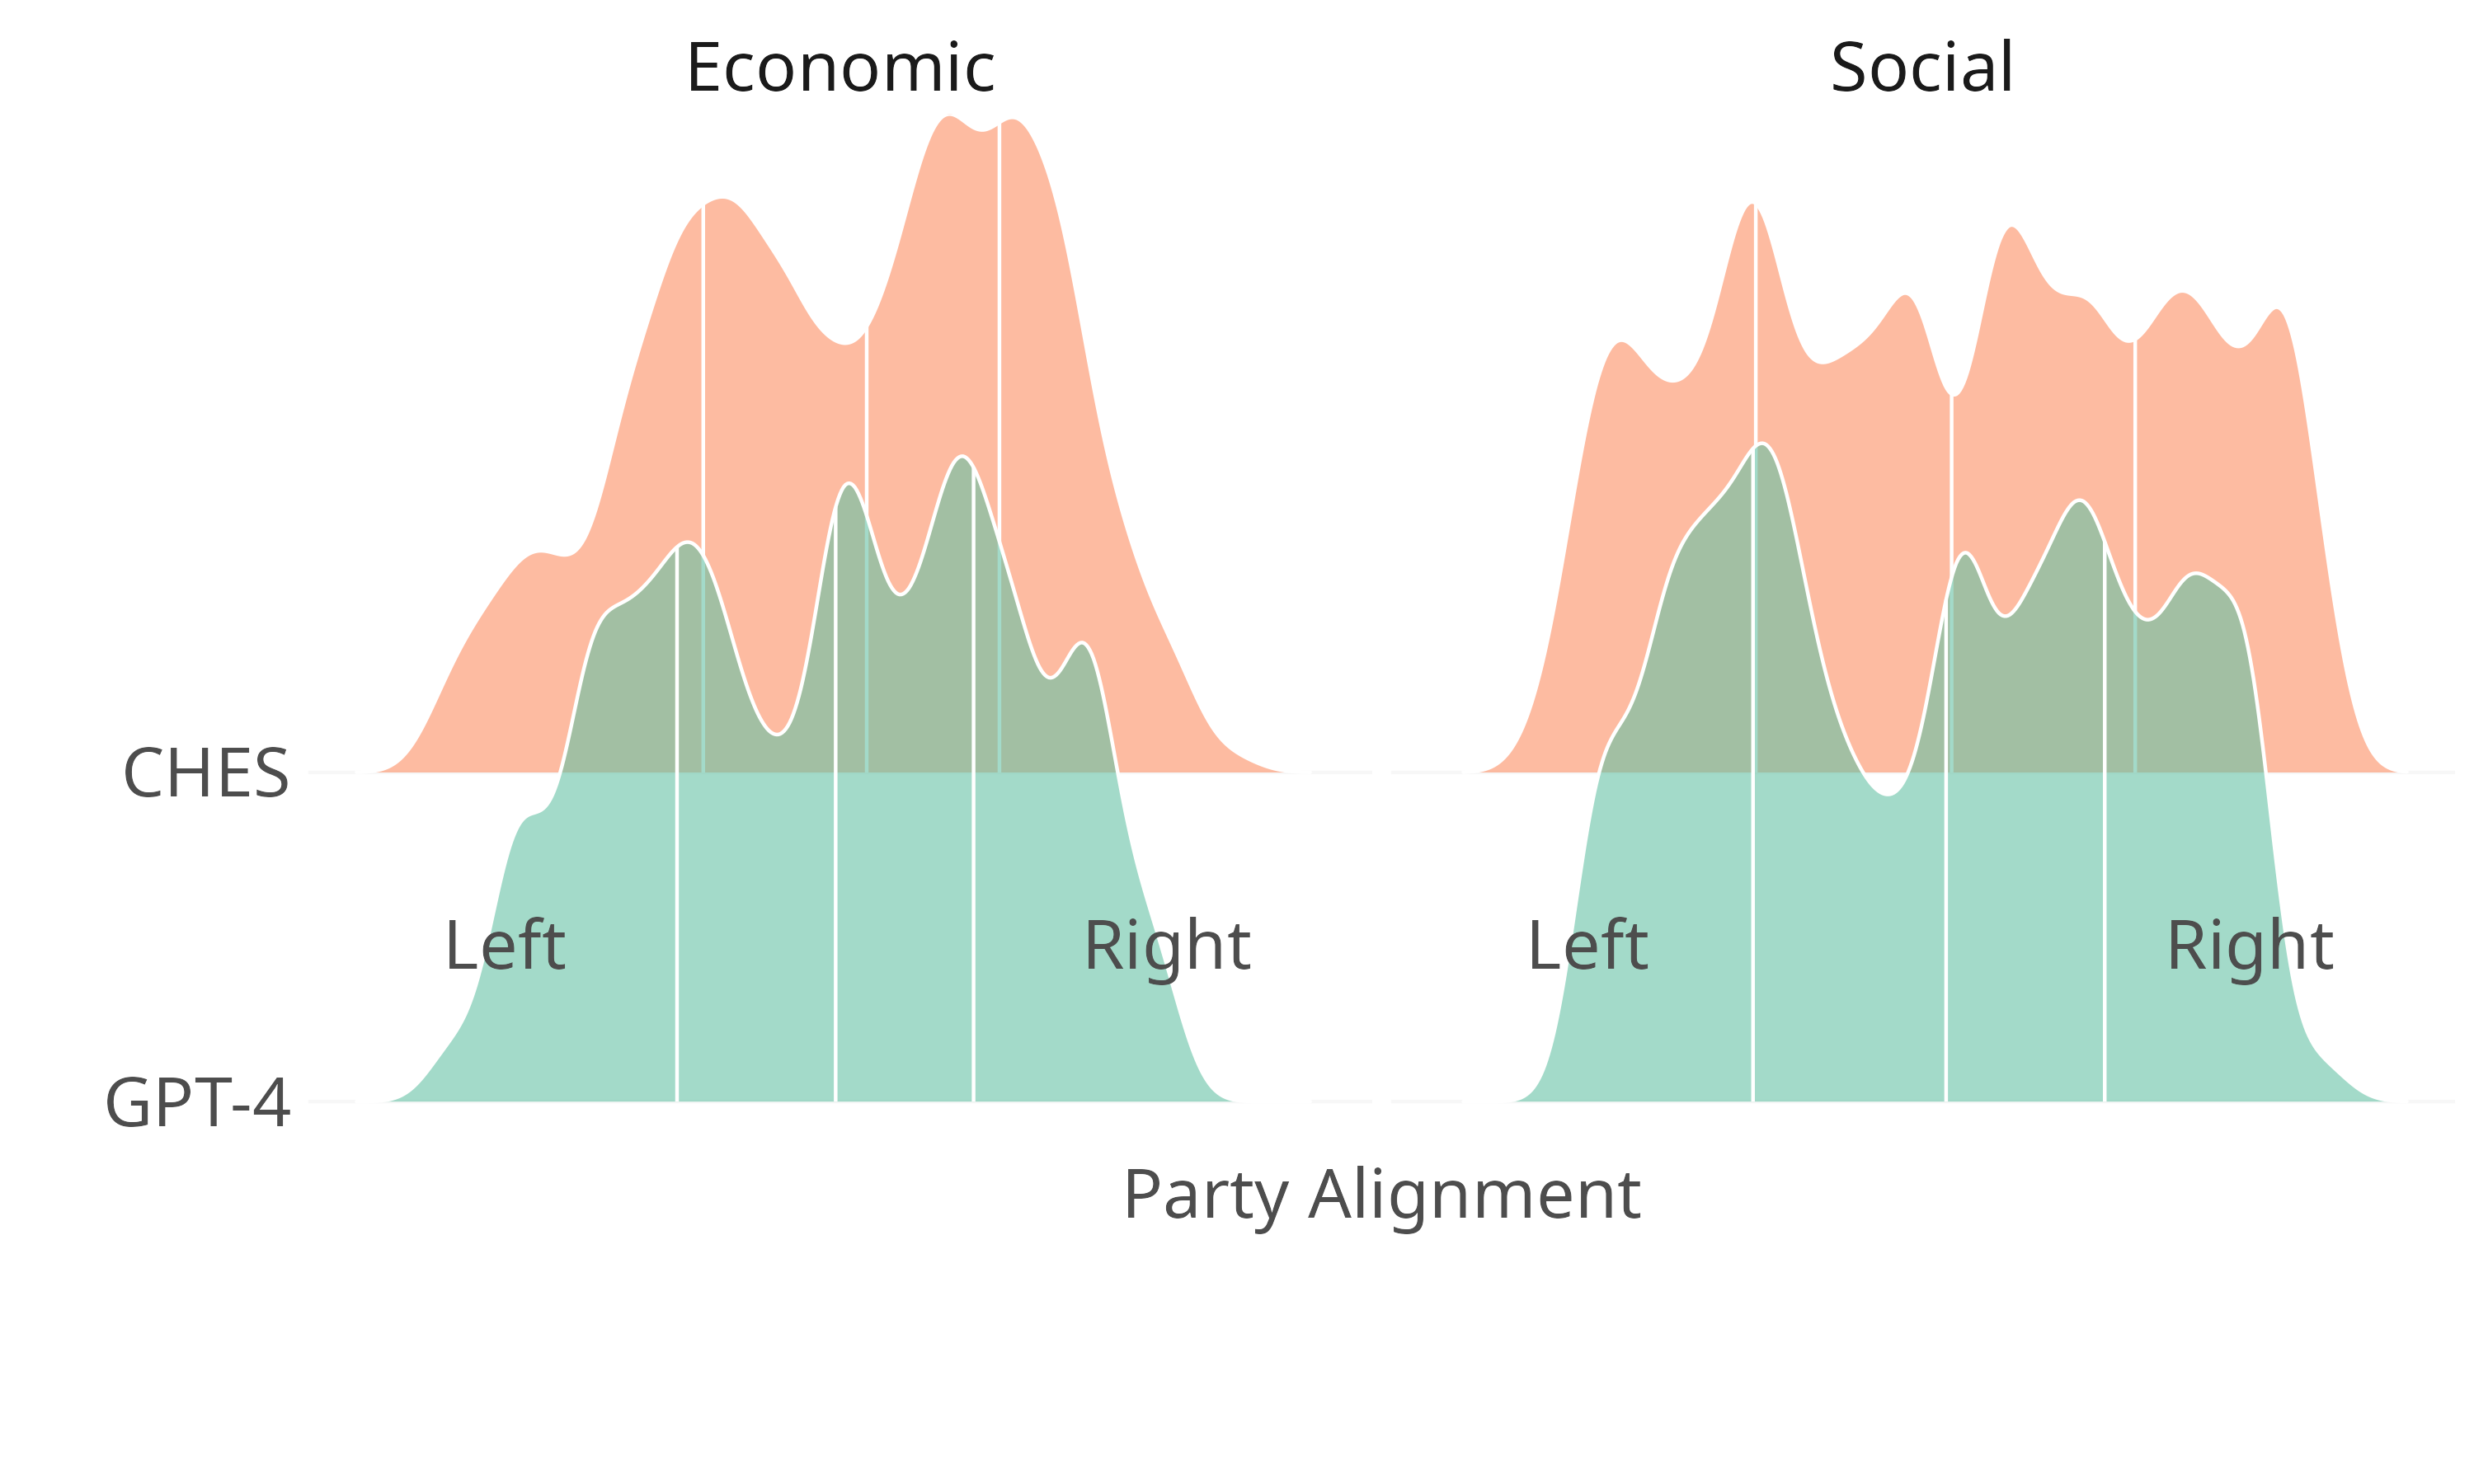 Economic
Social
CHES
Left
Right
Left
Right
GPT-4
Party Alignment